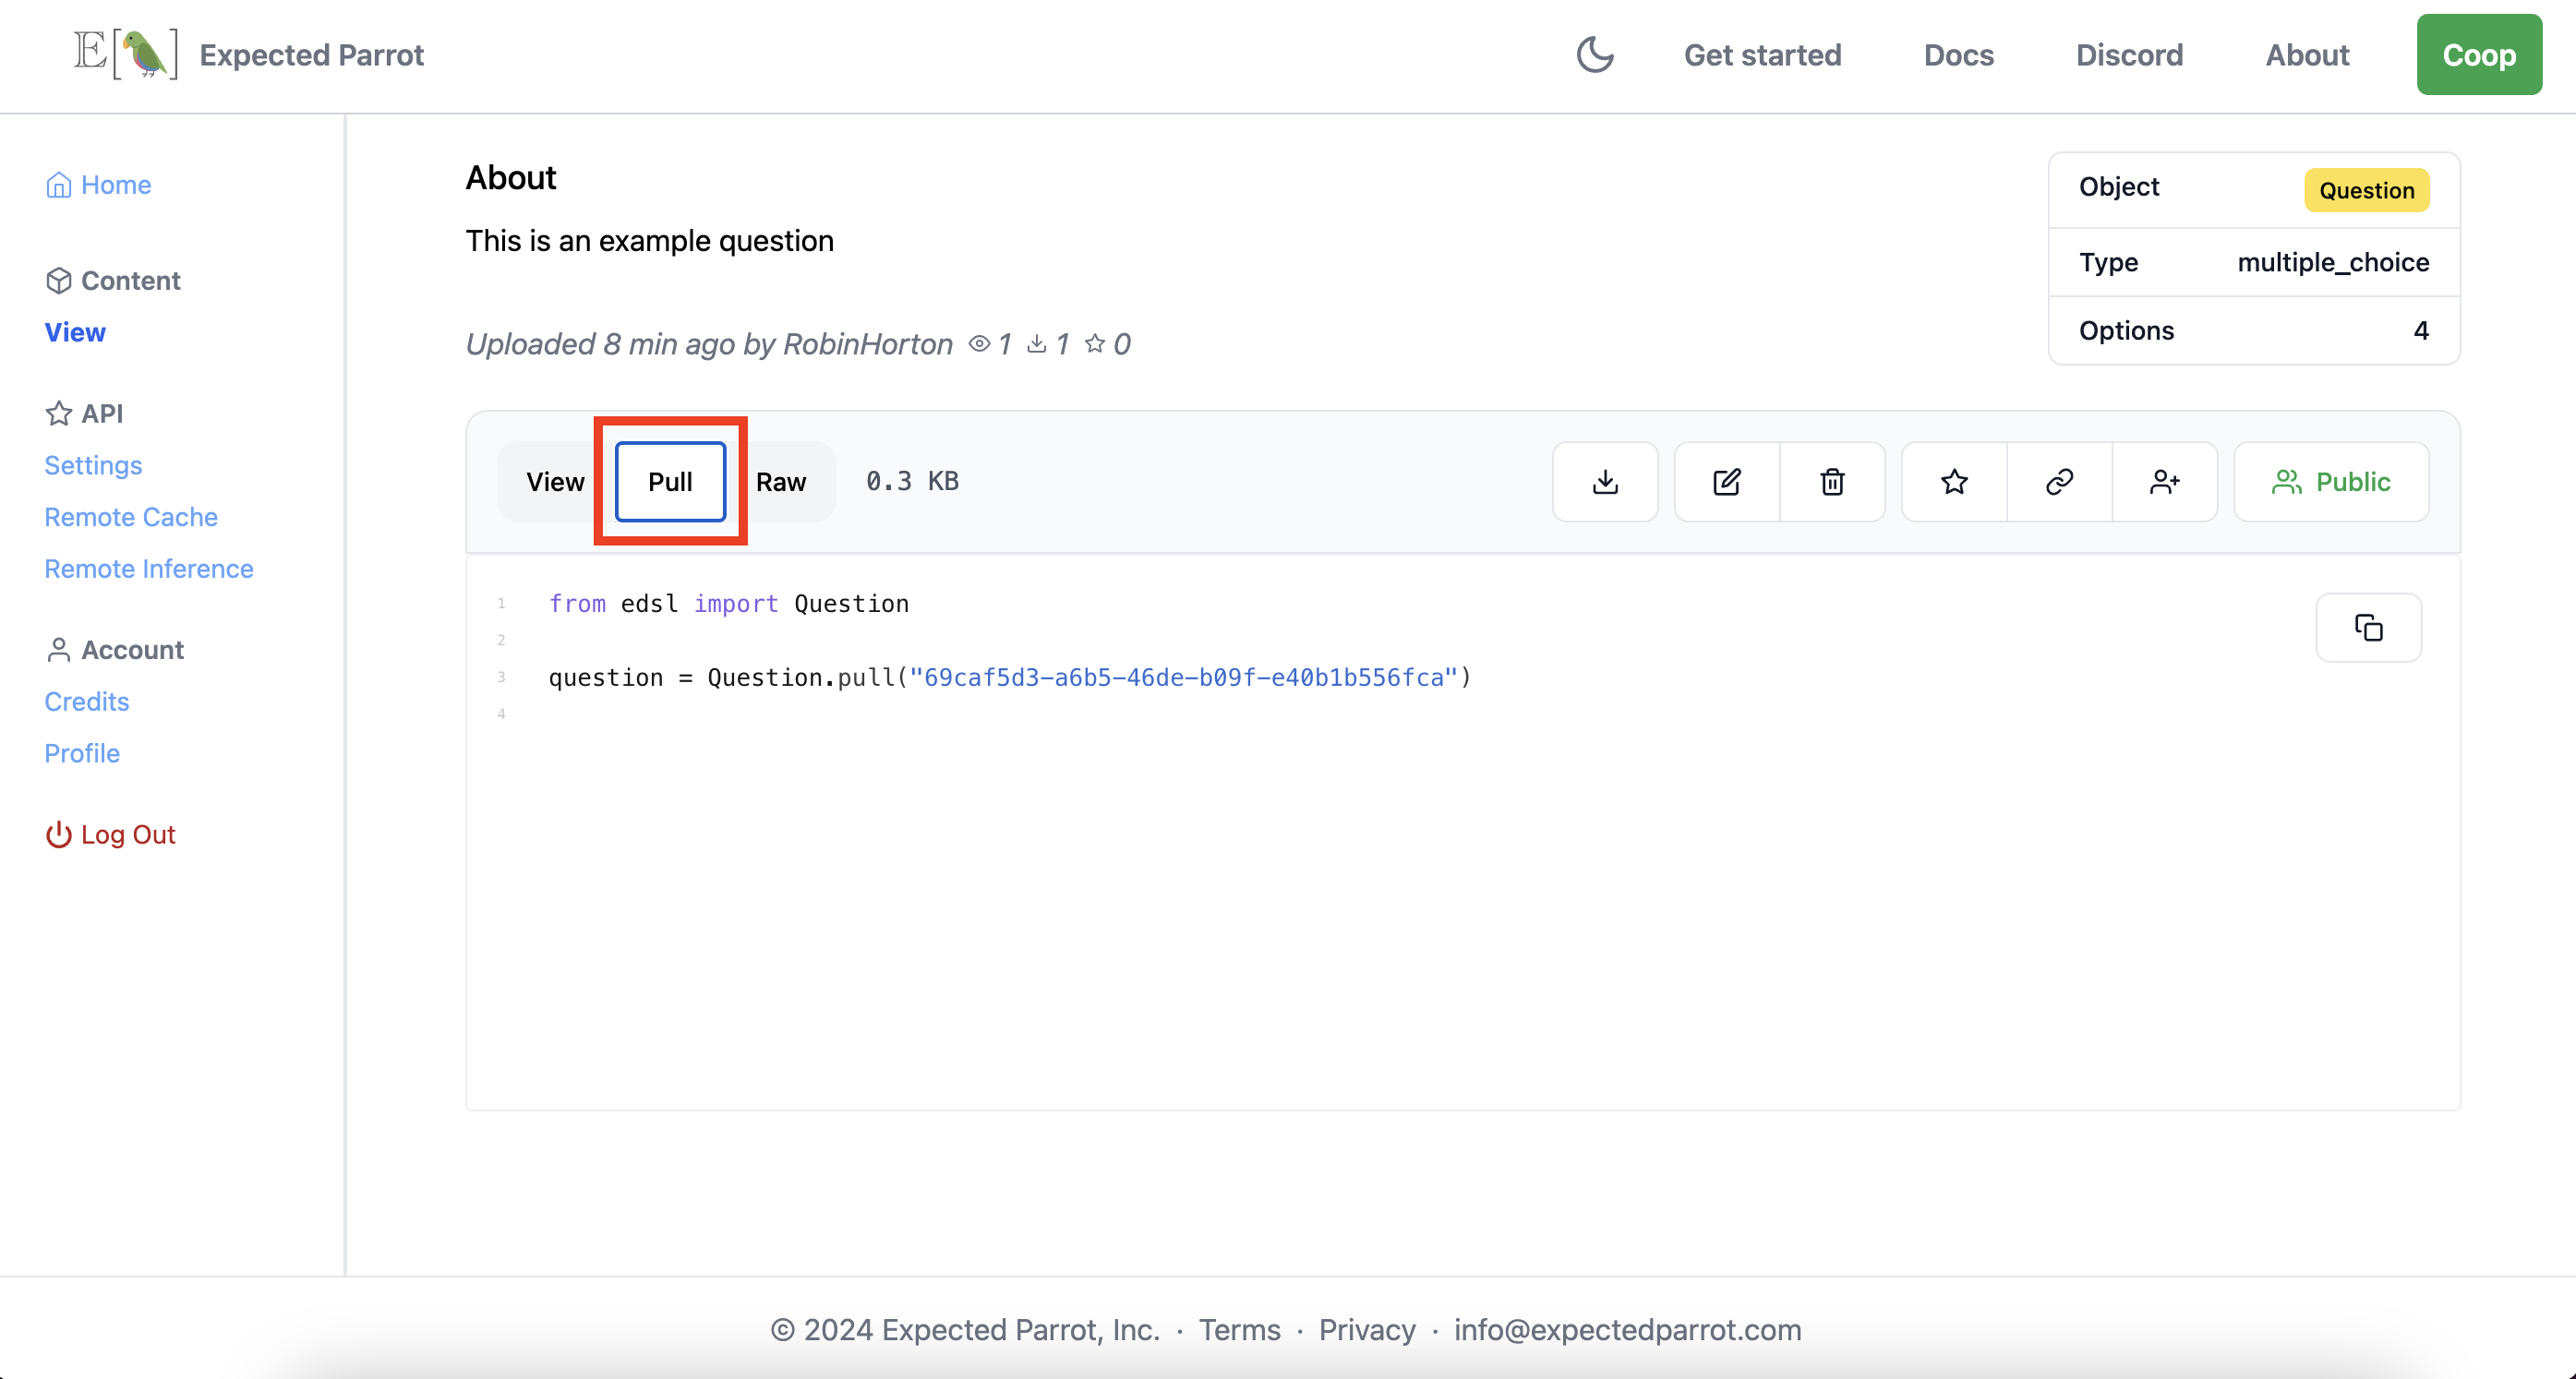 E[ ] Expected Parrot
Get started
Docs
Discord
About
Coop
Home
Content
View
API
Settings
Remote Cache
Remote Inference
Account
Credits
Profile
Log Out
About
This is an example question
Uploaded 8 min ago by RobinHorton 1 1 0
Object Question
Type multiple_choice
Options 4
View Pull Raw 0.3 KB
Public
1 from edsl import Question
2
3 question = Question.pull("69caf5d3-a6b5-46de-b09f-e40b1b556fca")
4
© 2024 Expected Parrot, Inc. · Terms · Privacy · info@expectedparrot.com